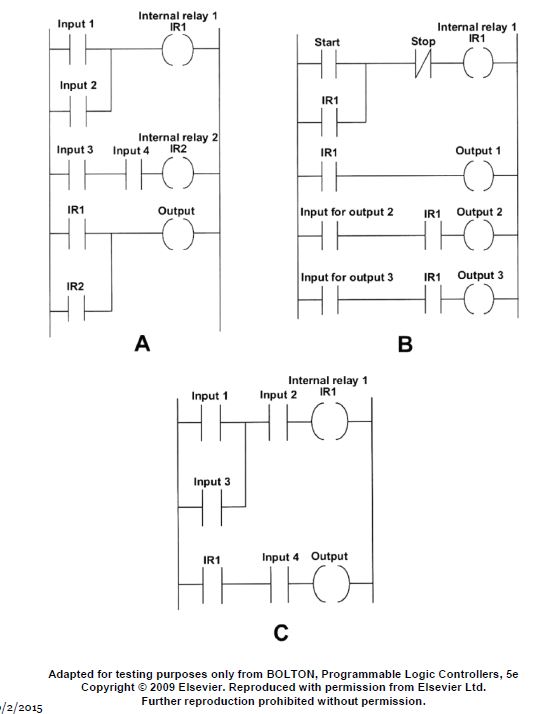 Internal relay 1
Input 1
IR1
Input 2
Internal relay 2
Input 3
Input 4
IR2
IR1
Output
IR2
A
Internal relay 1
Start
Stop
IR1
IR1
IR1
Output 1
Input for output 2
IR1
Output 2
Input for output 3
IR1
Output 3
B
Internal relay 1
Input 1
Input 2
IR1
Input 3
IR1
Input 4
Output
C
Adapted for testing purposes only from BOLTON, Programmable Logic Controllers, 5e
Copyright © 2009 Elsevier. Reproduced with permission from Elsevier Ltd.
Further reproduction prohibited without permission.
/2/2015